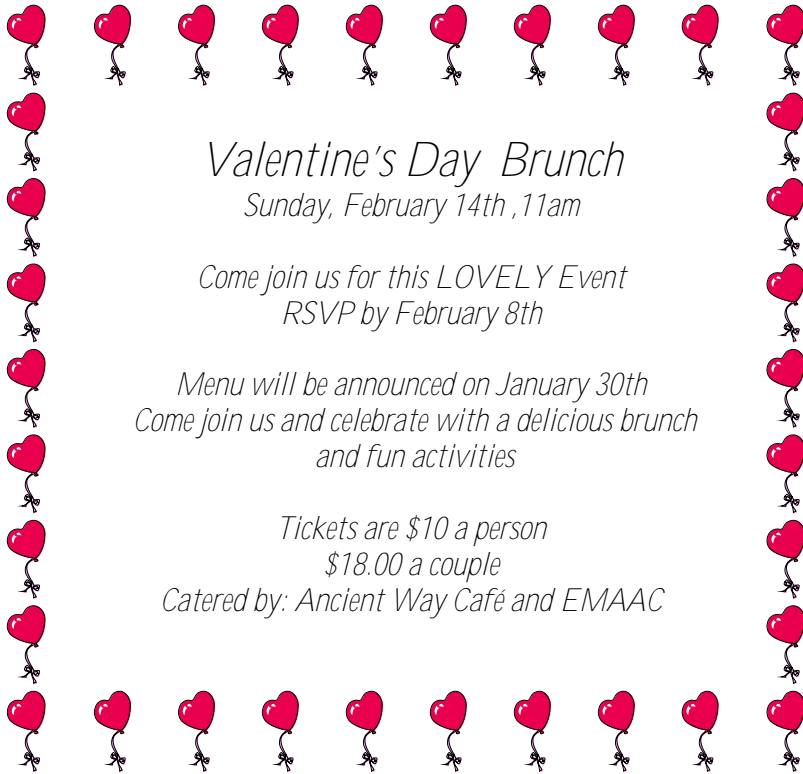 Valentine's Day Brunch
Sunday, February 14th ,11am
Come join us for this LOVELY Event
RSVP by February 8th
Menu will be announced on January 30th
Come join us and celebrate with a delicious brunch
and fun activities
Tickets are $10 a person
$18.00 a couple
Catered by: Ancient Way Café and EMAAC